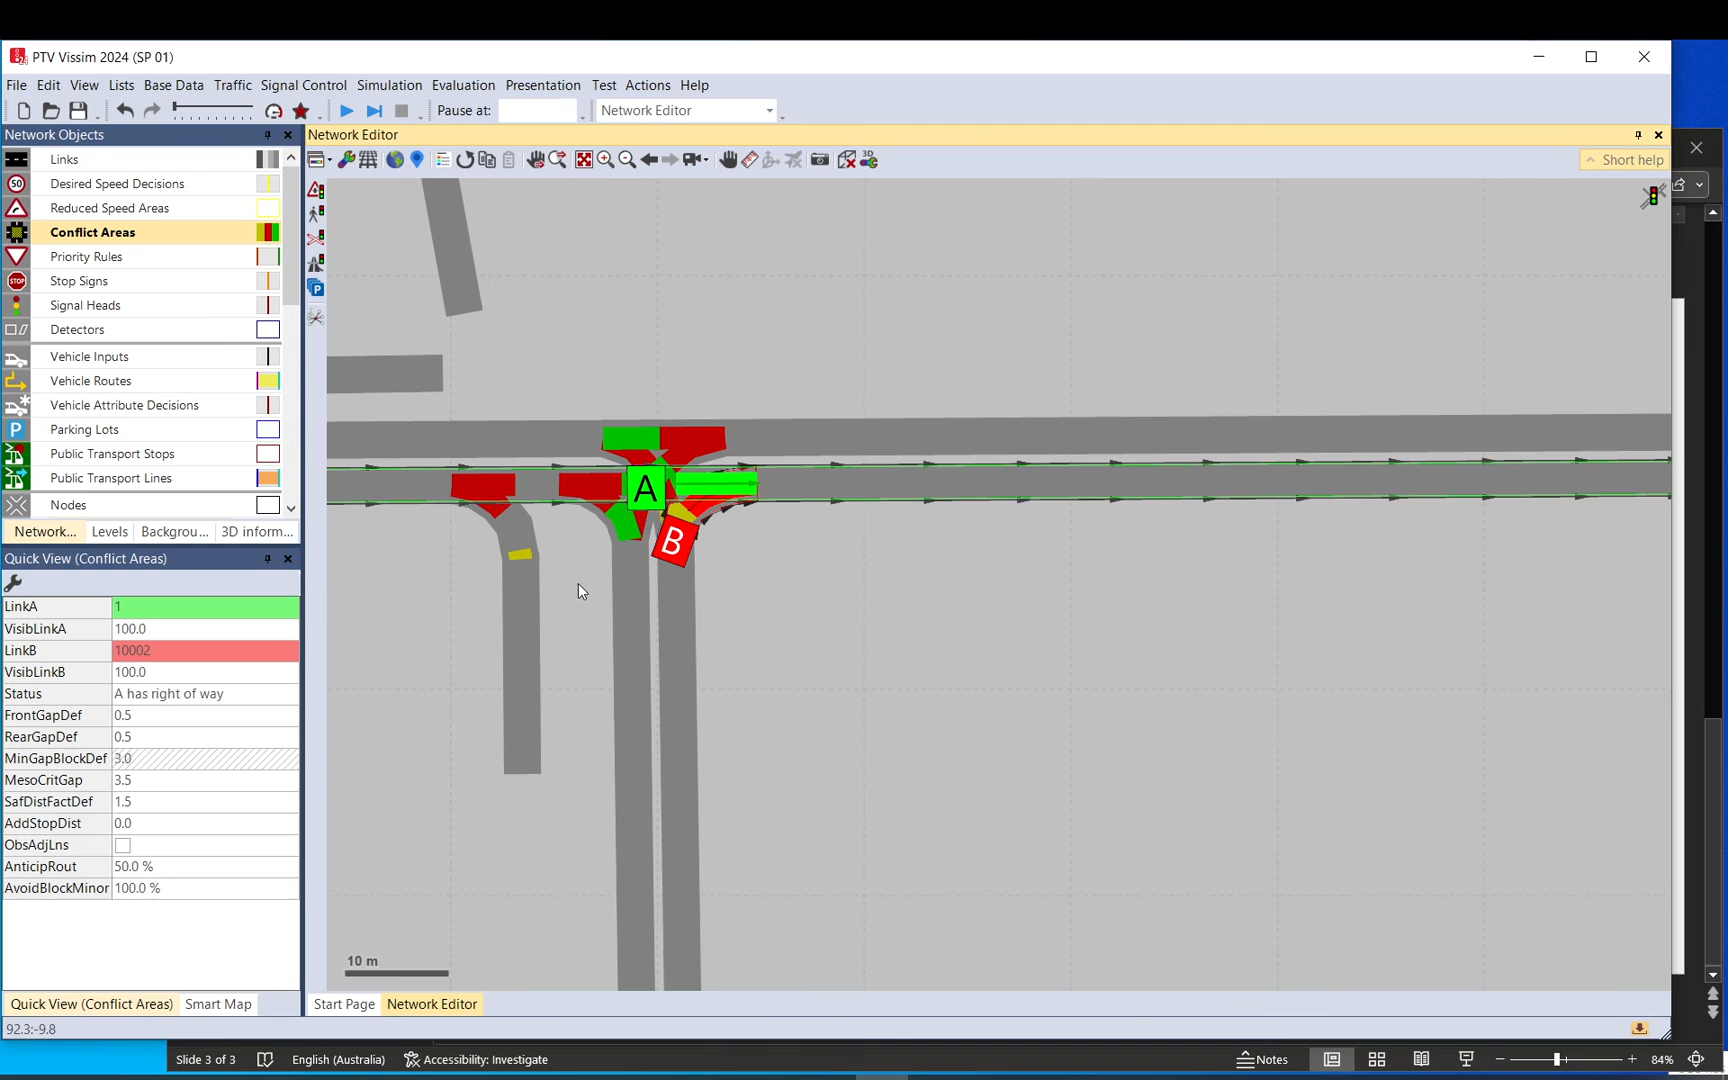 PTV Vissim 2024 (SP 01)
File Edit View Lists Base Data Traffic Signal Control Simulation Evaluation Presentation Test Actions Help
Pause at: Network Editor
Network Objects
Network Editor
Short help
Links
50 Desired Speed Decisions
Reduced Speed Areas
Conflict Areas
Priority Rules
STOP Stop Signs
Signal Heads
Detectors
Vehicle Inputs
Vehicle Routes
Vehicle Attribute Decisions
P Parking Lots
Public Transport Stops
Public Transport Lines
Nodes
Network... Levels Backgrou... 3D inform...
Quick View (Conflict Areas)
LinkA 1
VisibLinkA 100.0
LinkB 10002
VisibLinkB 100.0
Status A has right of way
FrontGapDef 0.5
RearGapDef 0.5
MinGapBlockDef 3.0
MesoCritGap 3.5
SafDistFactDef 1.5
AddStopDist 0.0
ObsAdjLns
AnticipRout 50.0 %
AvoidBlockMinor 100.0 %
Quick View (Conflict Areas) Smart Map
3D
P
A
B
10 m
Start Page Network Editor
92.3:-9.8
Slide 3 of 3 English (Australia) Accessibility: Investigate Notes 84%